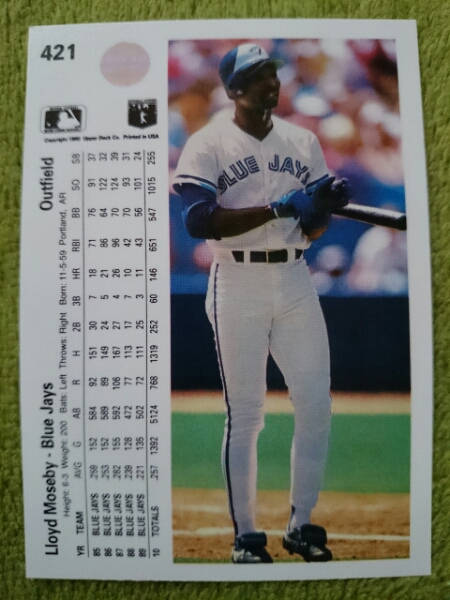 421
Copyright 1990 Upper Deck Co. Printed in USA
Lloyd Moseby - Blue Jays Outfield
Height: 6-3 Weight: 200 Bats: Left Throws: Right Born: 11-5-59 Portland, AR
YR TEAM AVG G AB R H 2B 3B HR RBI BB SO SB
85 BLUE JAYS .259 152 584 92 151 30 7 18 71 76 91 37
86 BLUE JAYS .253 152 589 89 149 24 5 21 86 64 122 32
87 BLUE JAYS .282 155 592 106 167 27 4 26 96 70 124 39
88 BLUE JAYS .239 128 472 77 113 17 7 10 42 70 93 31
89 BLUE JAYS .221 135 502 72 111 25 3 11 43 56 101 24
10 TOTALS .257 1392 5124 768 1319 252 60 146 651 547 1015 255
BLUE JAYS